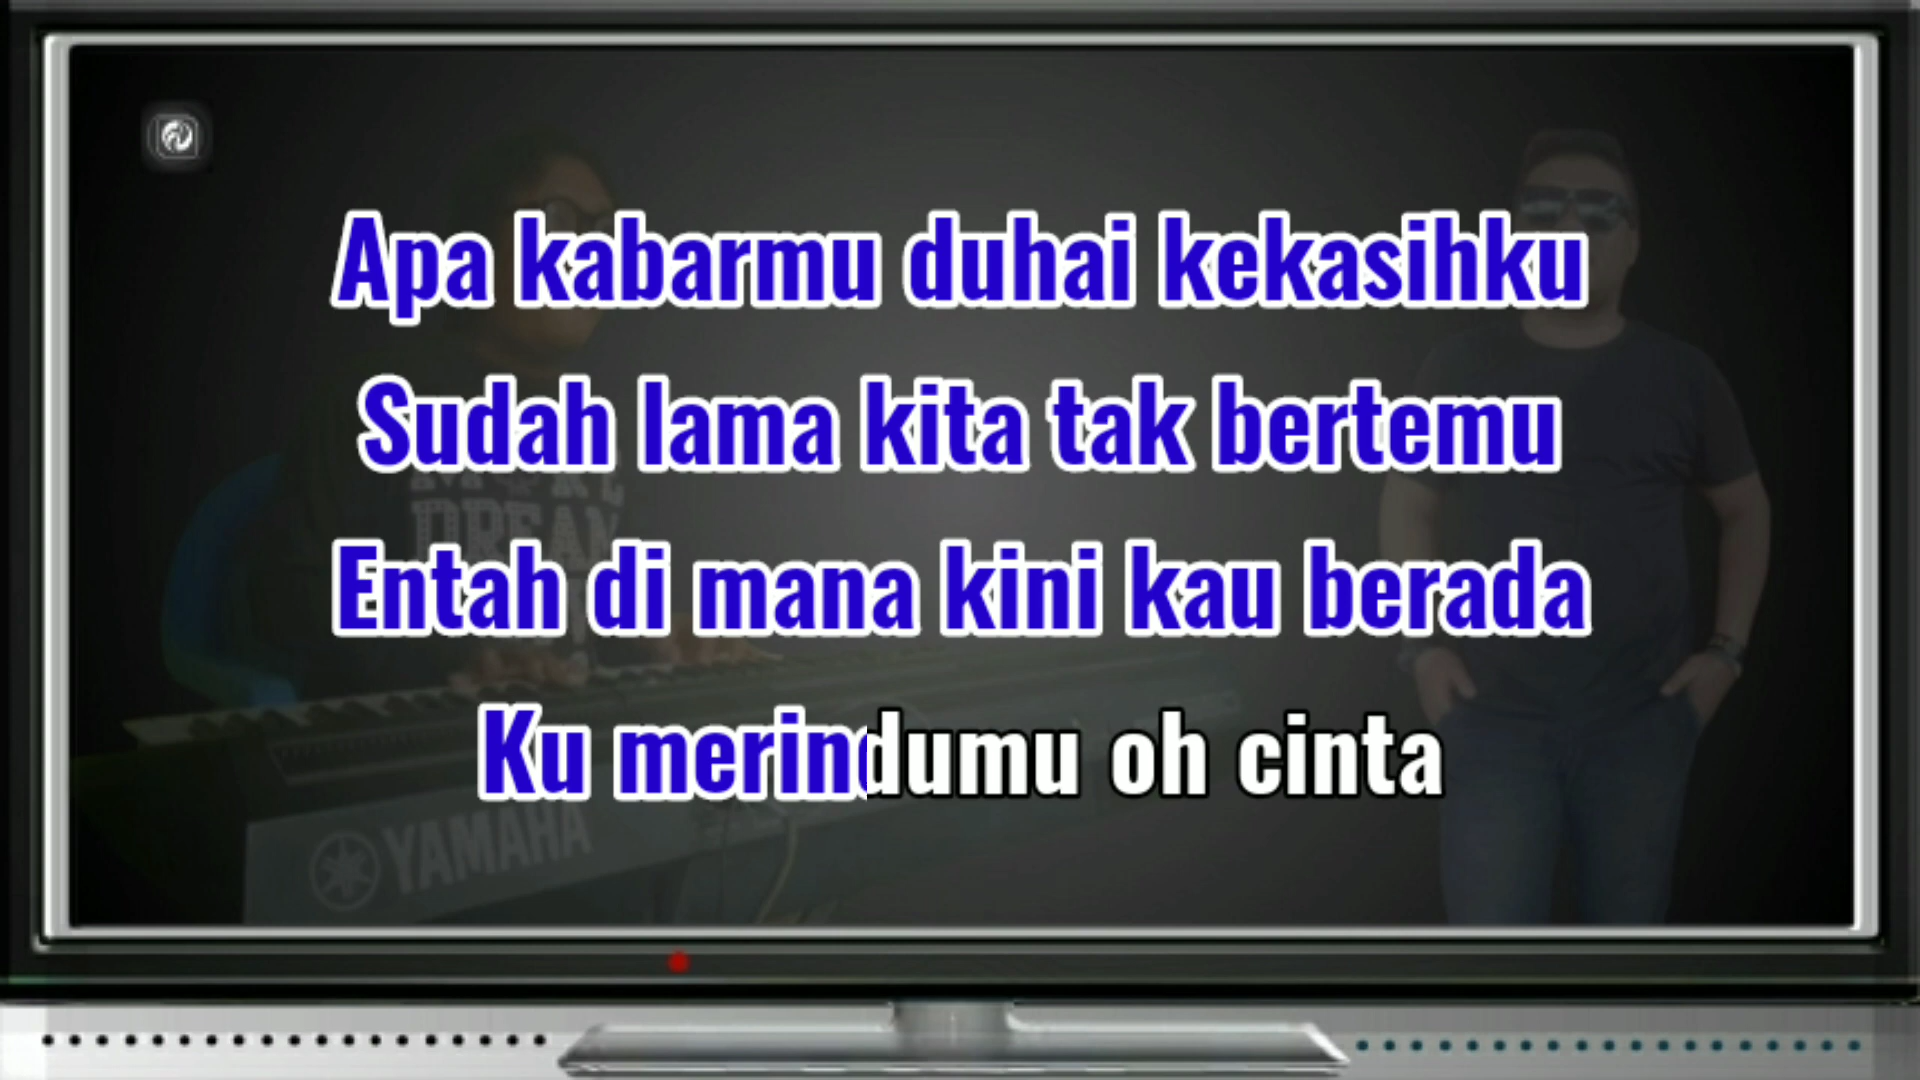 Apa kabarmu duhai kekasihku
Sudah lama kita tak bertemu
Entah di mana kini kau berada
Ku merindumu oh cinta
YAMAHA